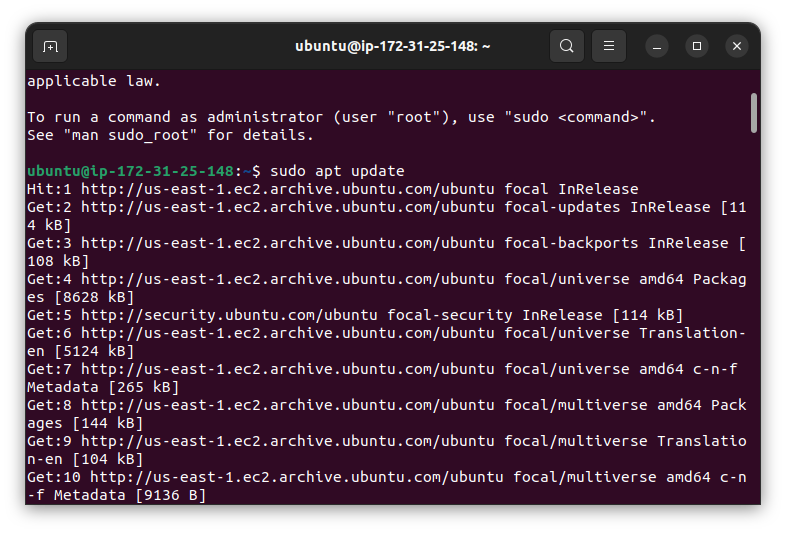 ubuntu@ip-172-31-25-148: ~
applicable law.
To run a command as administrator (user "root"), use "sudo <command>".
See "man sudo_root" for details.
ubuntu@ip-172-31-25-148:~$ sudo apt update
Hit:1 http://us-east-1.ec2.archive.ubuntu.com/ubuntu focal InRelease
Get:2 http://us-east-1.ec2.archive.ubuntu.com/ubuntu focal-updates InRelease [11
4 kB]
Get:3 http://us-east-1.ec2.archive.ubuntu.com/ubuntu focal-backports InRelease [
108 kB]
Get:4 http://us-east-1.ec2.archive.ubuntu.com/ubuntu focal/universe amd64 Packag
es [8628 kB]
Get:5 http://security.ubuntu.com/ubuntu focal-security InRelease [114 kB]
Get:6 http://us-east-1.ec2.archive.ubuntu.com/ubuntu focal/universe Translation-
en [5124 kB]
Get:7 http://us-east-1.ec2.archive.ubuntu.com/ubuntu focal/universe amd64 c-n-f
Metadata [265 kB]
Get:8 http://us-east-1.ec2.archive.ubuntu.com/ubuntu focal/multiverse amd64 Pack
ages [144 kB]
Get:9 http://us-east-1.ec2.archive.ubuntu.com/ubuntu focal/multiverse Translatio
n-en [104 kB]
Get:10 http://us-east-1.ec2.archive.ubuntu.com/ubuntu focal/multiverse amd64 c-n
-f Metadata [9136 B]